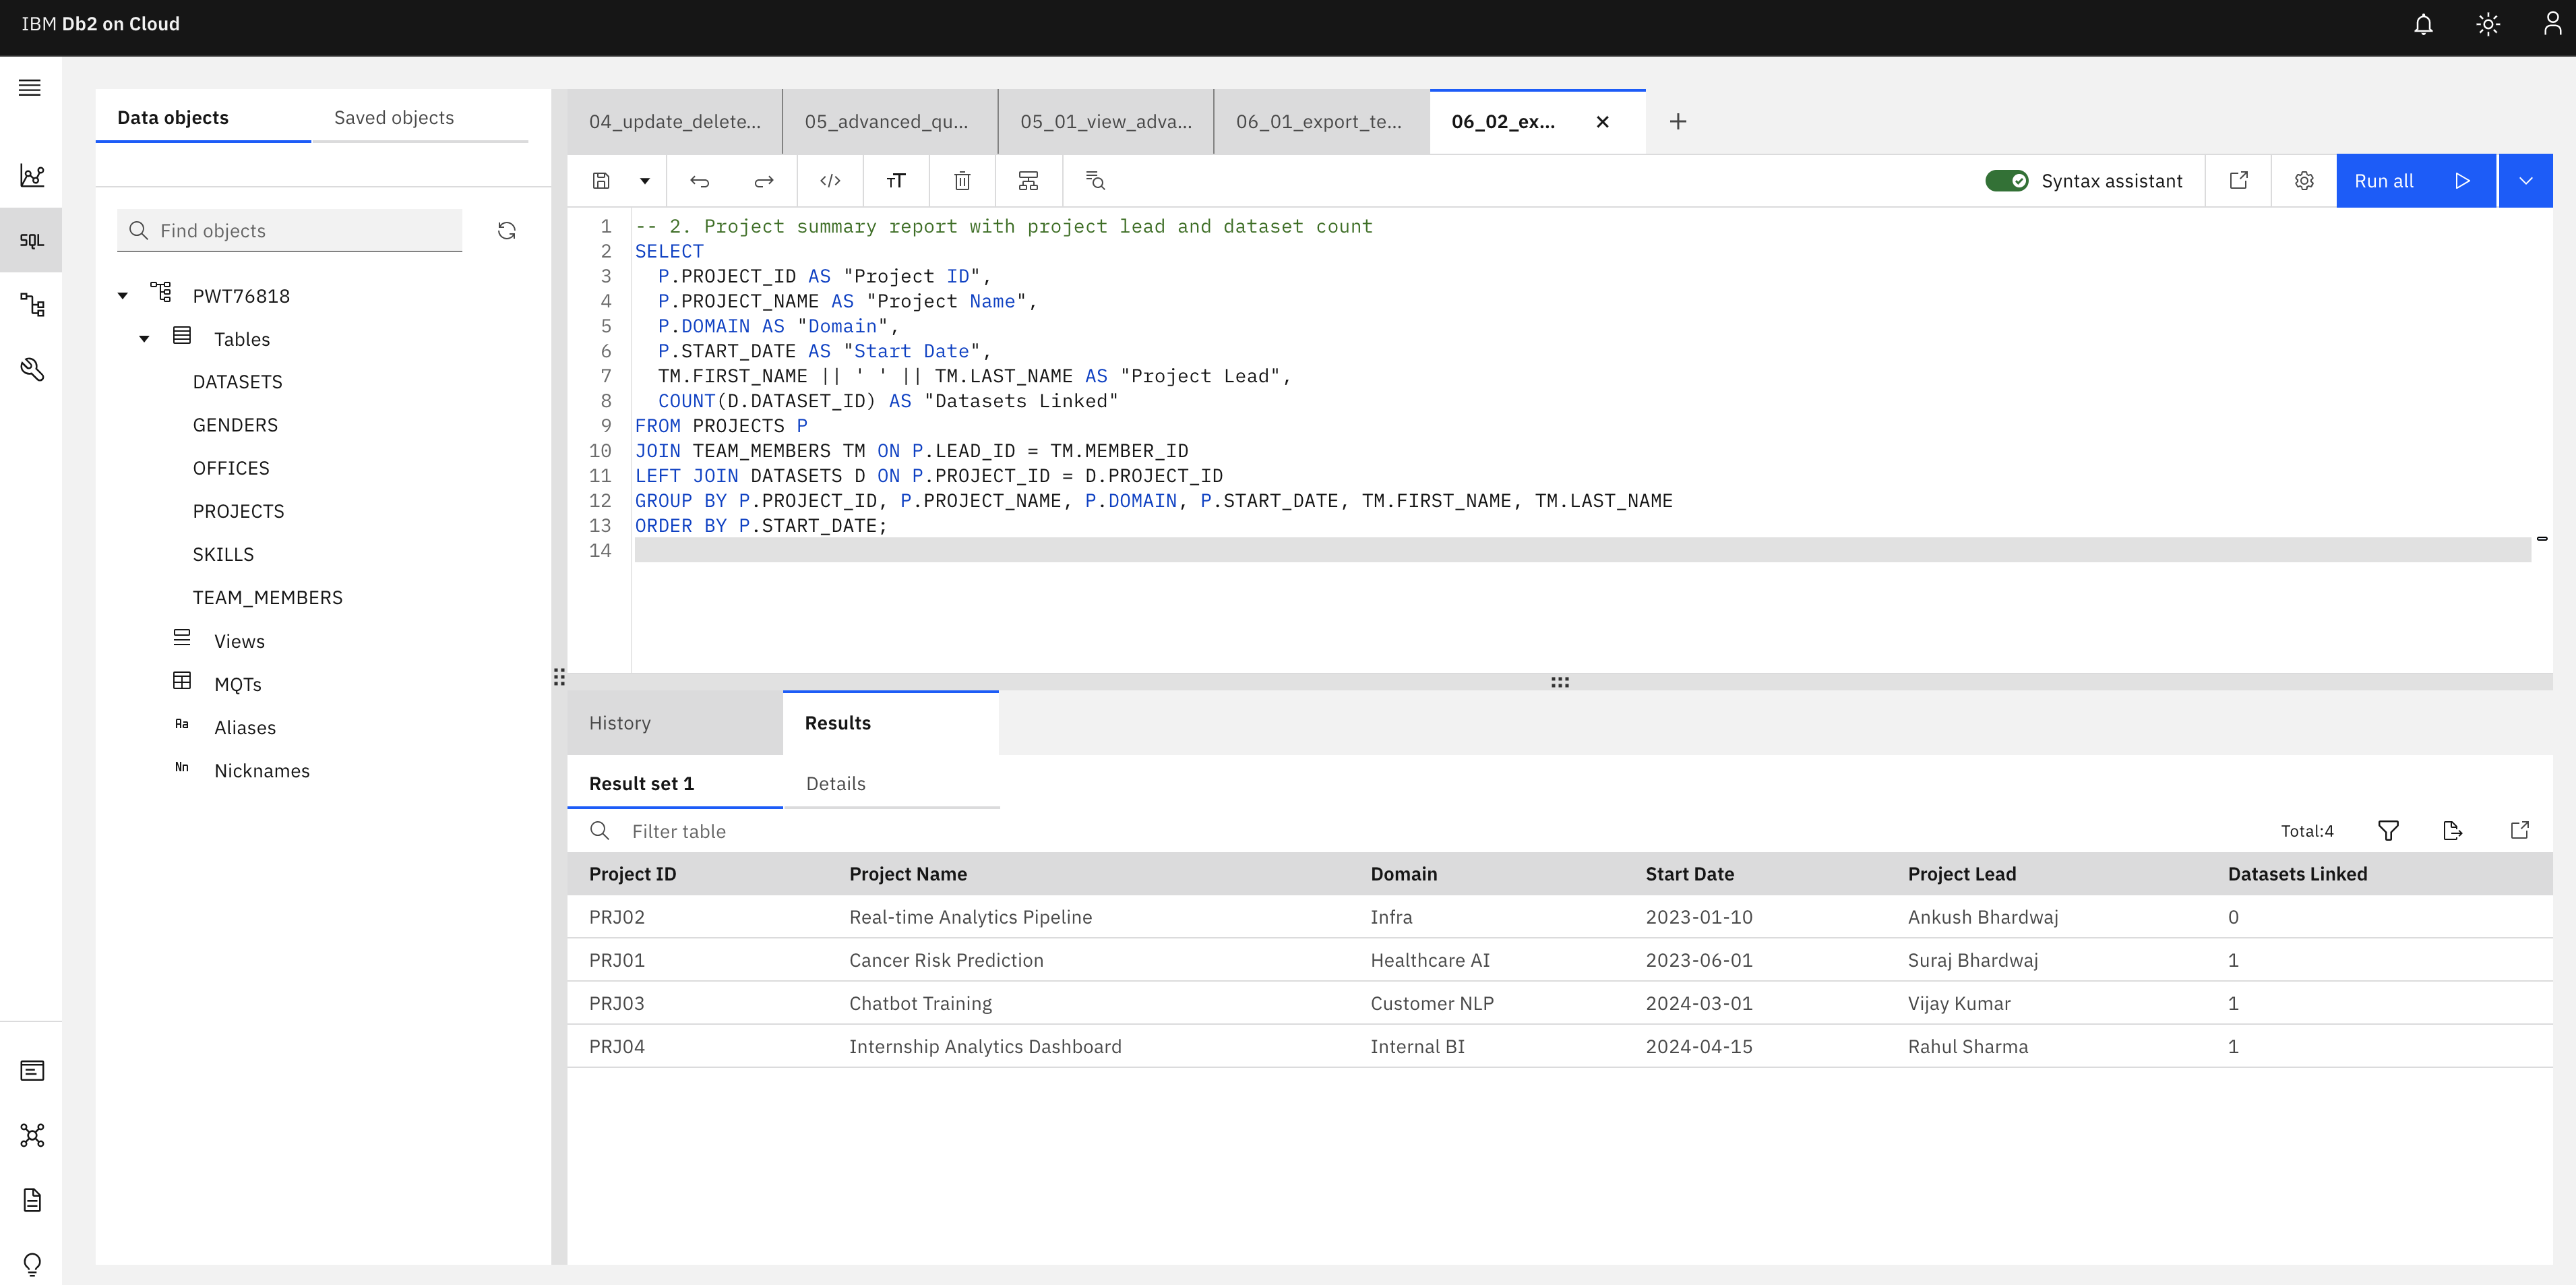 IBM Db2 on Cloud
Data objects
Saved objects
Find objects
SQL
PWT76818
Tables
DATASETS
GENDERS
OFFICES
PROJECTS
SKILLS
TEAM_MEMBERS
Views
MQTs
Aa Aliases
Nn Nicknames
04_update_delete... 05_advanced_qu... 05_01_view_adva... 06_01_export_te... 06_02_ex...
Syntax assistant
Run all
1 -- 2. Project summary report with project lead and dataset count
2 SELECT
3   P.PROJECT_ID AS "Project ID",
4   P.PROJECT_NAME AS "Project Name",
5   P.DOMAIN AS "Domain",
6   P.START_DATE AS "Start Date",
7   TM.FIRST_NAME || ' ' || TM.LAST_NAME AS "Project Lead",
8   COUNT(D.DATASET_ID) AS "Datasets Linked"
9 FROM PROJECTS P
10 JOIN TEAM_MEMBERS TM ON P.LEAD_ID = TM.MEMBER_ID
11 LEFT JOIN DATASETS D ON P.PROJECT_ID = D.PROJECT_ID
12 GROUP BY P.PROJECT_ID, P.PROJECT_NAME, P.DOMAIN, P.START_DATE, TM.FIRST_NAME, TM.LAST_NAME
13 ORDER BY P.START_DATE;
14
History Results
Result set 1 Details
Filter table
Total:4
Project ID Project Name Domain Start Date Project Lead Datasets Linked
PRJ02 Real-time Analytics Pipeline Infra 2023-01-10 Ankush Bhardwaj 0
PRJ01 Cancer Risk Prediction Healthcare AI 2023-06-01 Suraj Bhardwaj 1
PRJ03 Chatbot Training Customer NLP 2024-03-01 Vijay Kumar 1
PRJ04 Internship Analytics Dashboard Internal BI 2024-04-15 Rahul Sharma 1